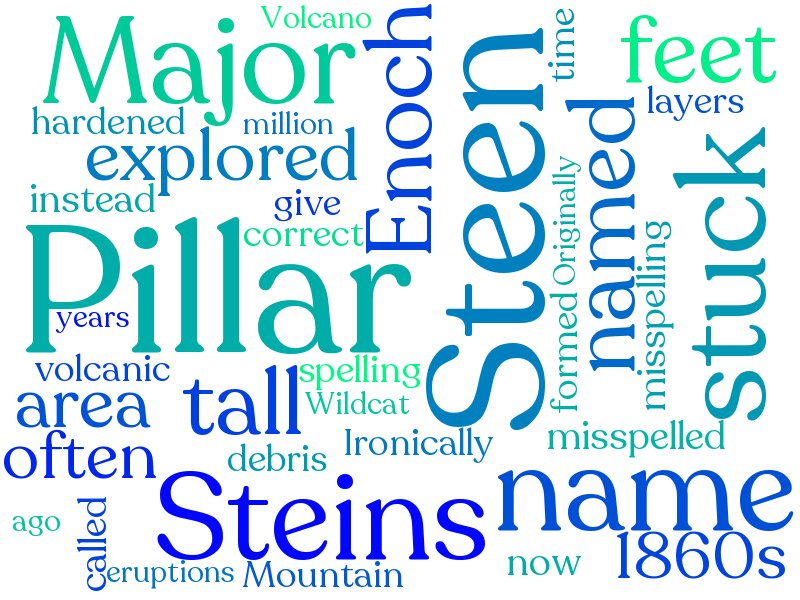 Volcano
Major
Enoch
Steen
time
feet
hardened
million
layers
explored
named
instead
give
correct
Originally
stuck
Pillar
years
misspelling
formed
volcanic
spelling
area
tall
Wildcat
often
debris
Ironically
misspelled
Steins
name
ago
called
eruptions
Mountain
now
1860s